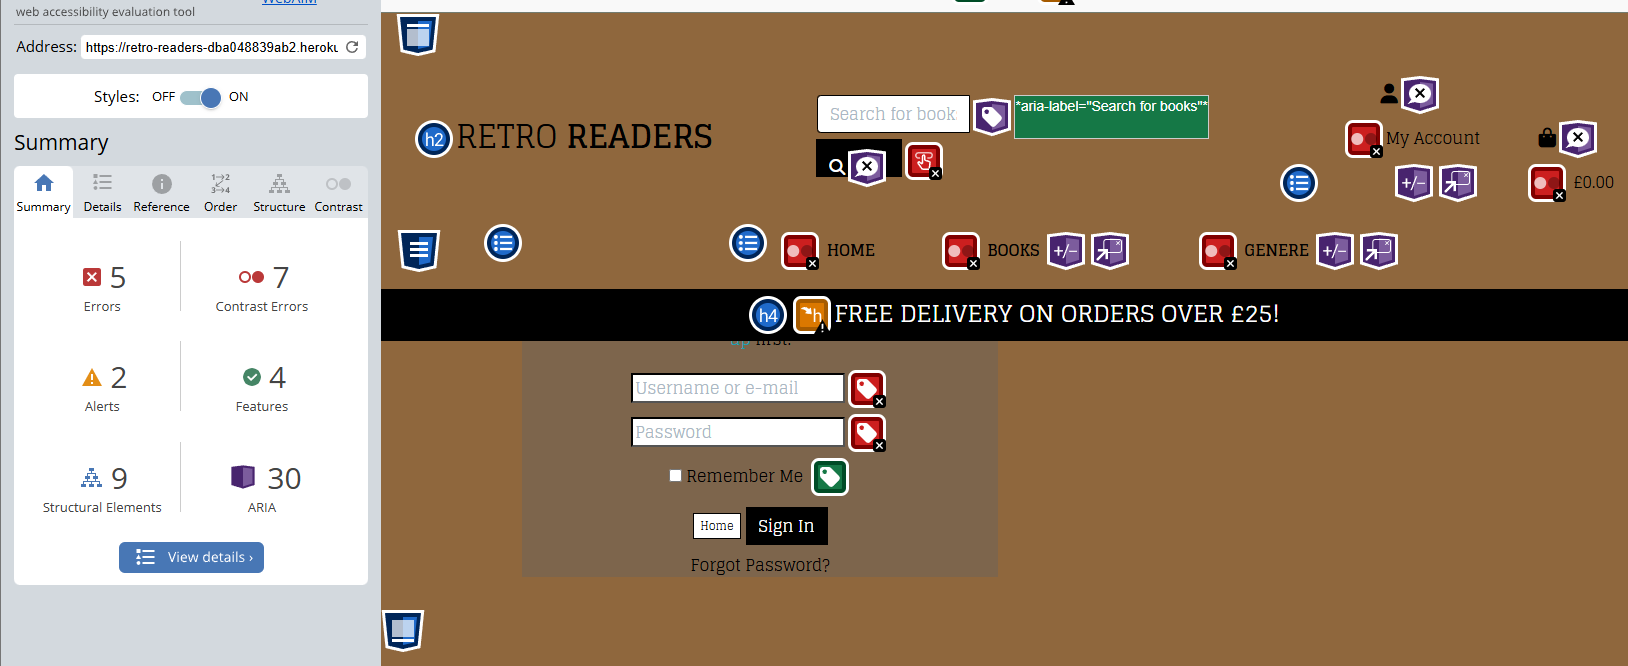 WebAIM
web accessibility evaluation tool
Address: https://retro-readers-dba048839ab2.heroku
Styles: OFF ON
Summary
Summary Details Reference Order Structure Contrast
5 Errors
7 Contrast Errors
2 Alerts
4 Features
9 Structural Elements
30 ARIA
View details ›
h2 RETRO READERS
Search for book
*aria-label="Search for books"*
My Account
+/-
£0.00
HOME
BOOKS +/-
GENERE +/-
h4 h FREE DELIVERY ON ORDERS OVER £25!
up first.
Username or e-mail
Password
Remember Me
Home Sign In
Forgot Password?